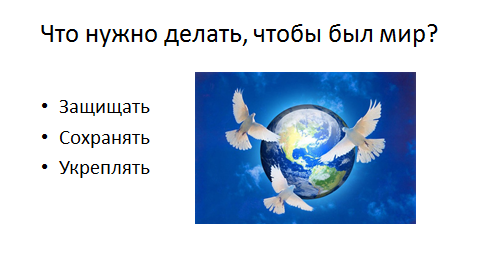 Что нужно делать, чтобы был мир?
• Защищать
• Сохранять
• Укреплять